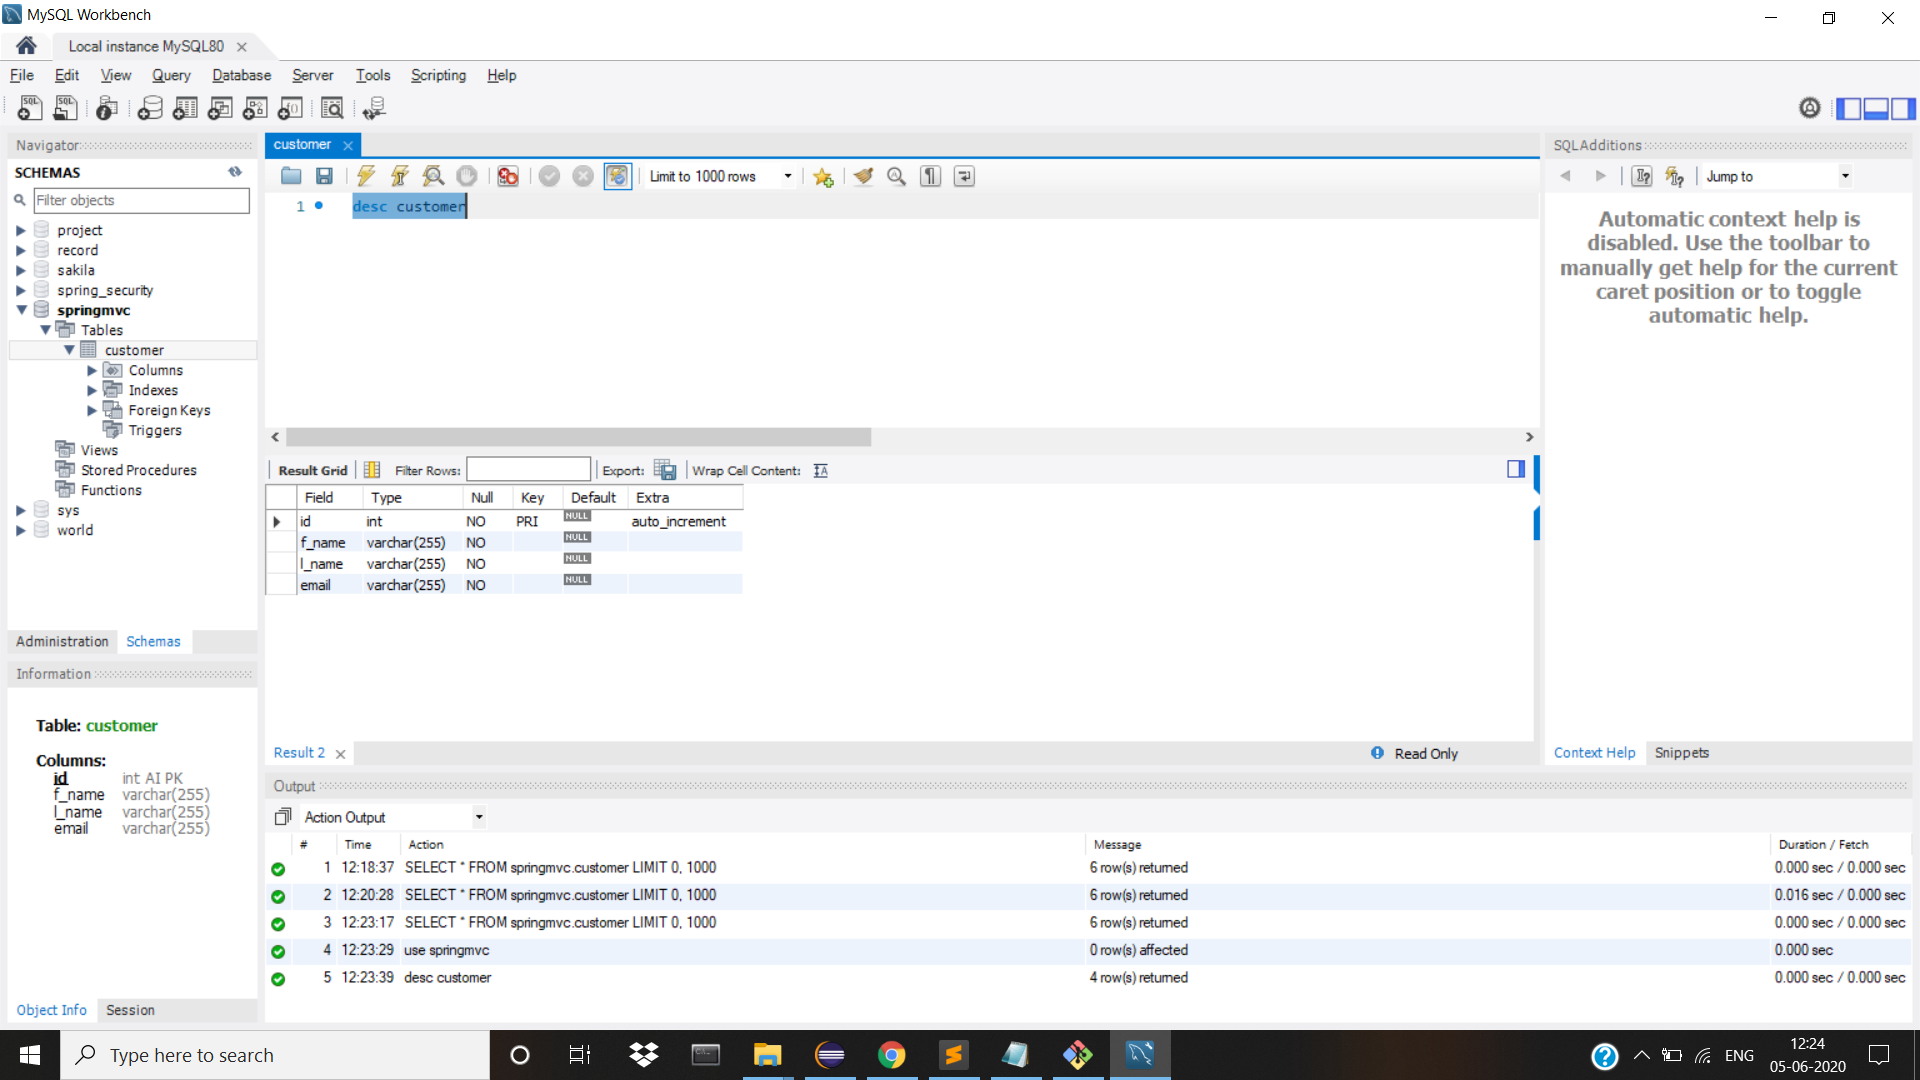 MySQL Workbench
Local instance MySQL80
File Edit View Query Database Server Tools Scripting Help
Navigator
SCHEMAS
Filter objects
project
record
sakila
spring_security
springmvc
Tables
customer
Columns
Indexes
Foreign Keys
Triggers
Views
Stored Procedures
Functions
sys
world
Administration Schemas
Information
Table: customer
Columns:
id int AI PK
f_name varchar(255)
l_name varchar(255)
email varchar(255)
Object Info Session
customer
Limit to 1000 rows
1 desc customer
Result Grid Filter Rows: Export: Wrap Cell Content:
Field Type Null Key Default Extra
id int NO PRI NULL auto_increment
f_name varchar(255) NO NULL
l_name varchar(255) NO NULL
email varchar(255) NO NULL
Result 2 Read Only
SQLAdditions
Jump to
Automatic context help is
disabled. Use the toolbar to
manually get help for the current
caret position or to toggle
automatic help.
Context Help Snippets
Output
Action Output
# Time Action Message Duration / Fetch
1 12:18:37 SELECT * FROM springmvc.customer LIMIT 0, 1000 6 row(s) returned 0.000 sec / 0.000 sec
2 12:20:28 SELECT * FROM springmvc.customer LIMIT 0, 1000 6 row(s) returned 0.016 sec / 0.000 sec
3 12:23:17 SELECT * FROM springmvc.customer LIMIT 0, 1000 6 row(s) returned 0.000 sec / 0.000 sec
4 12:23:29 use springmvc 0 row(s) affected 0.000 sec
5 12:23:39 desc customer 4 row(s) returned 0.000 sec / 0.000 sec
Type here to search
ENG
12:24
05-06-2020